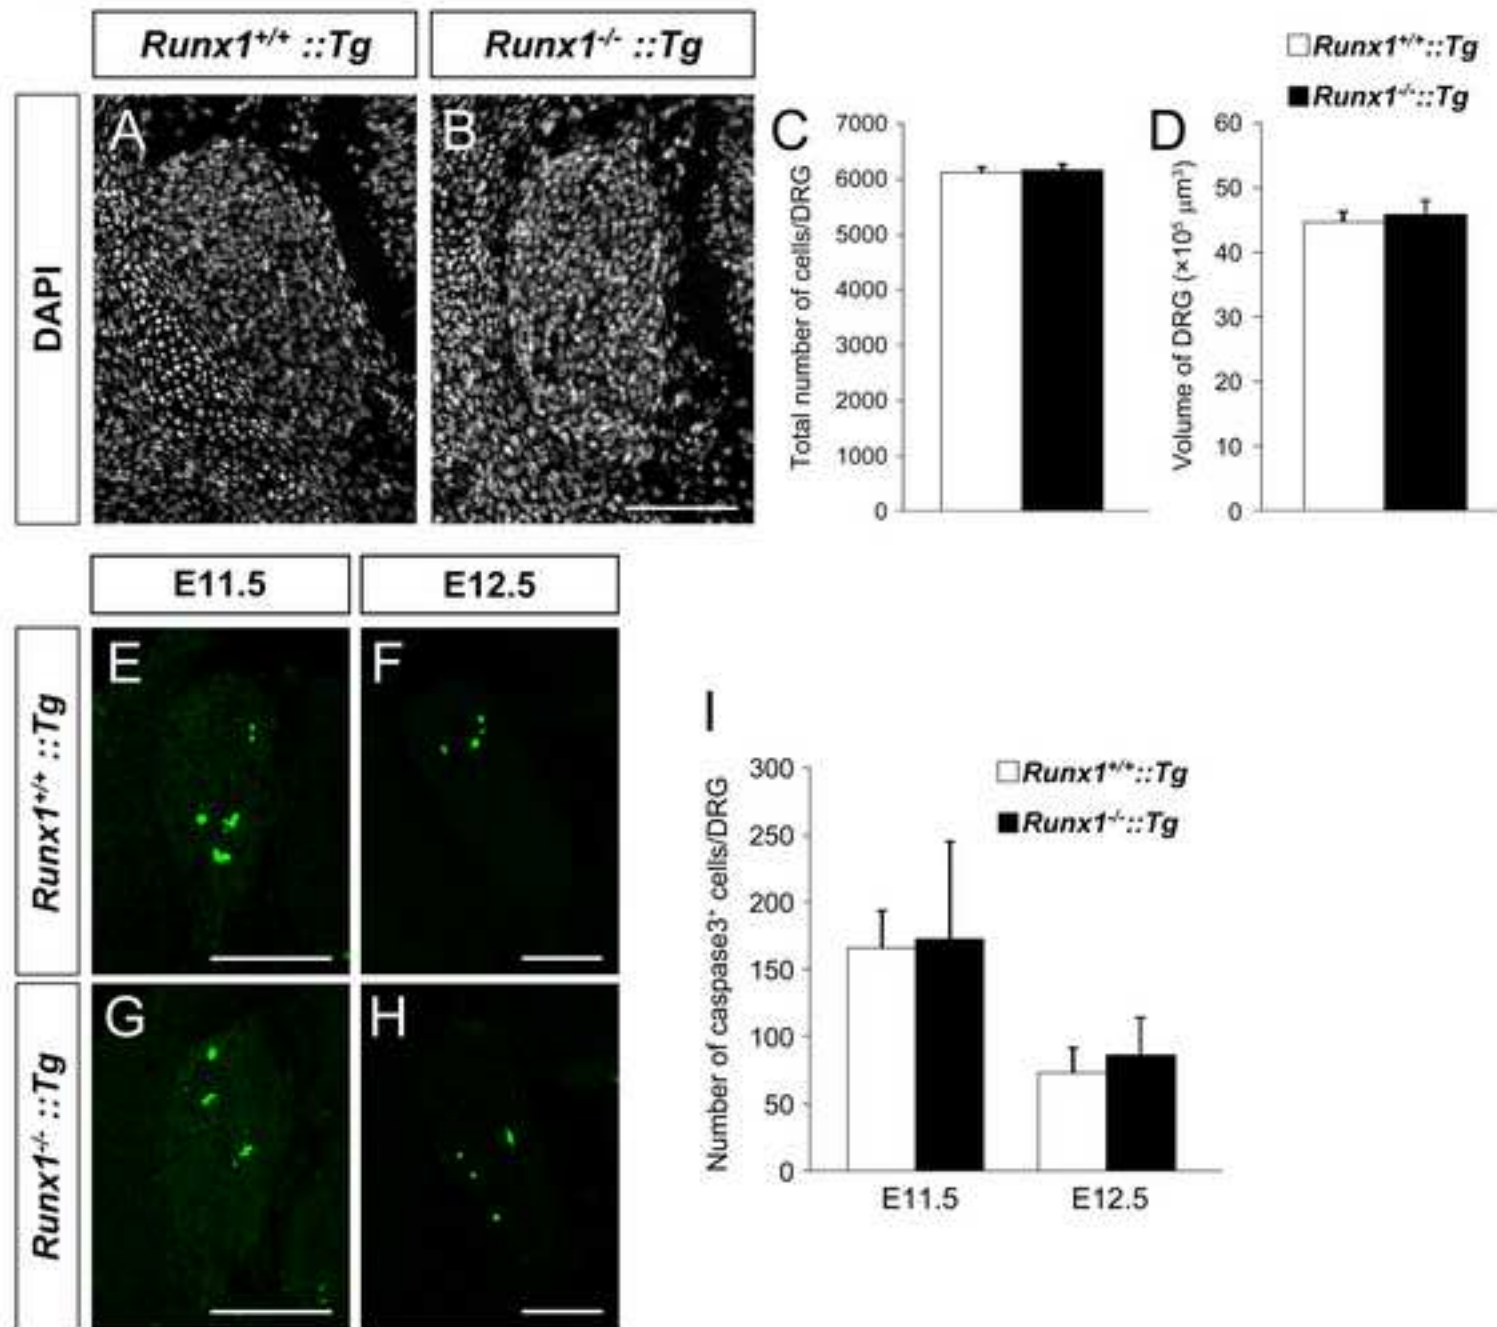 Runx1+/+ ::Tg
Runx1-/- ::Tg
DAPI
A
B
C
7000
6000
5000
4000
3000
2000
1000
0
Total number of cells/DRG
D
Runx1+/+::Tg
Runx1-/-::Tg
60
50
40
30
20
10
0
Volume of DRG (×10⁵ μm³)
E11.5
E12.5
Runx1+/+ ::Tg
E
F
Runx1-/- ::Tg
G
H
I
Runx1+/+::Tg
Runx1-/-::Tg
300
250
200
150
100
50
0
Number of caspase3⁺ cells/DRG
E11.5
E12.5